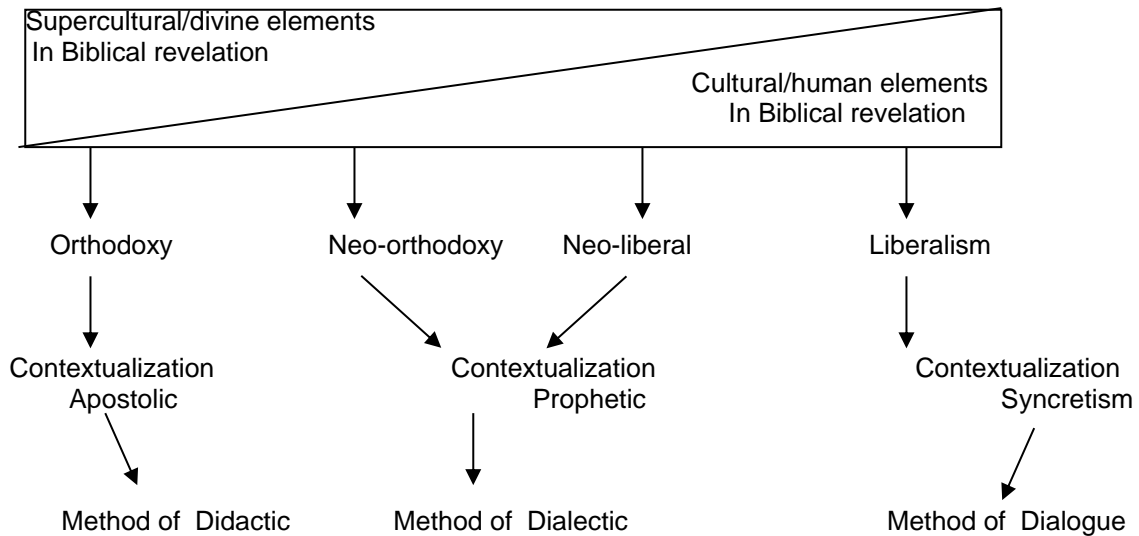 Supercultural/divine elements
In Biblical revelation
Cultural/human elements
In Biblical revelation
Orthodoxy
Neo-orthodoxy
Neo-liberal
Liberalism
Contextualization
Apostolic
Contextualization
Prophetic
Contextualization
Syncretism
Method of Didactic
Method of Dialectic
Method of Dialogue